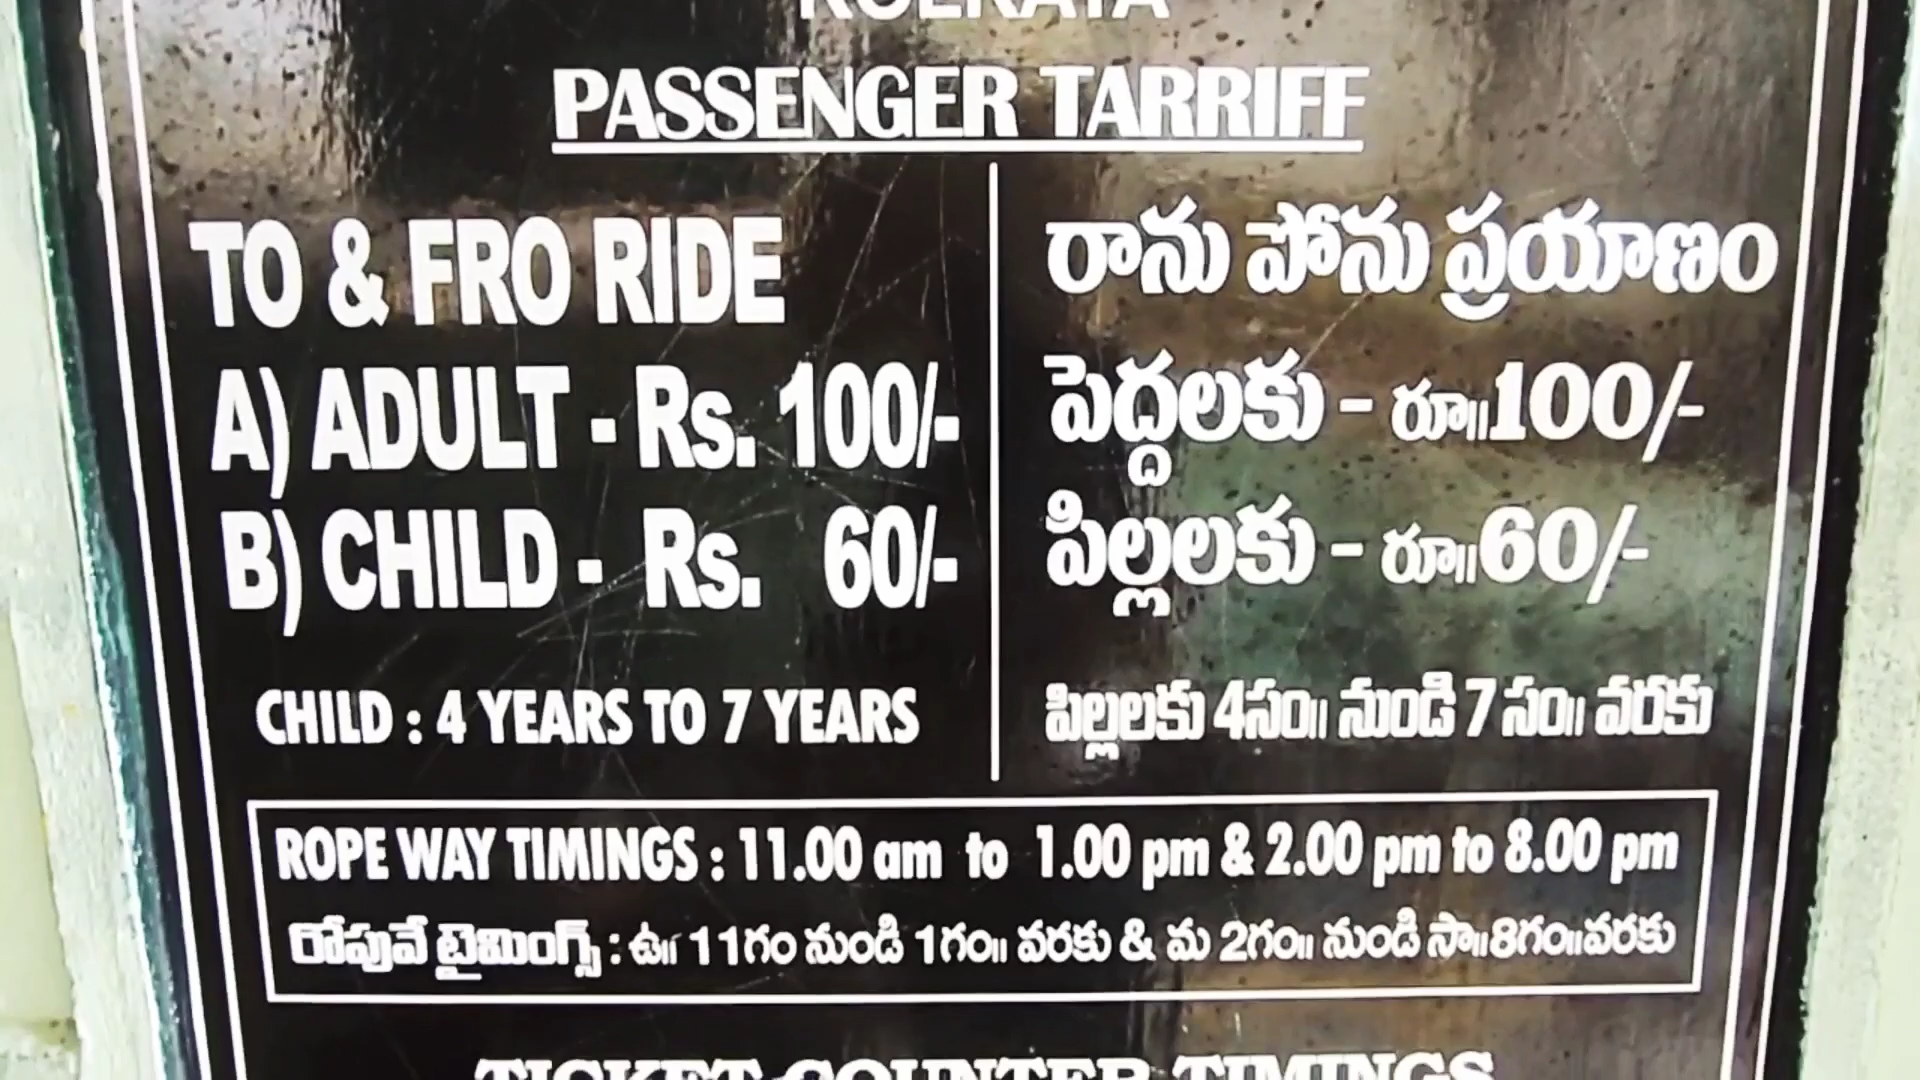 KOLKATA
PASSENGER TARRIFF
TO & FRO RIDE
A) ADULT - Rs. 100/-
B) CHILD - Rs. 60/-
CHILD : 4 YEARS TO 7 YEARS
రాను పోను ప్రయాణం
పెద్దలకు - రూ॥100/-
పిల్లలకు - రూ॥60/-
పిల్లలకు 4సం॥ నుండి 7 సం॥ వరకు
ROPE WAY TIMINGS : 11.00 am to 1.00 pm & 2.00 pm to 8.00 pm
రోపువే టైమింగ్స్ : ఉ॥ 11గం నుండి 1గం॥ వరకు & మ 2గం॥ నుండి సా॥8గం॥వరకు
TICKET COUNTER TIMINGS